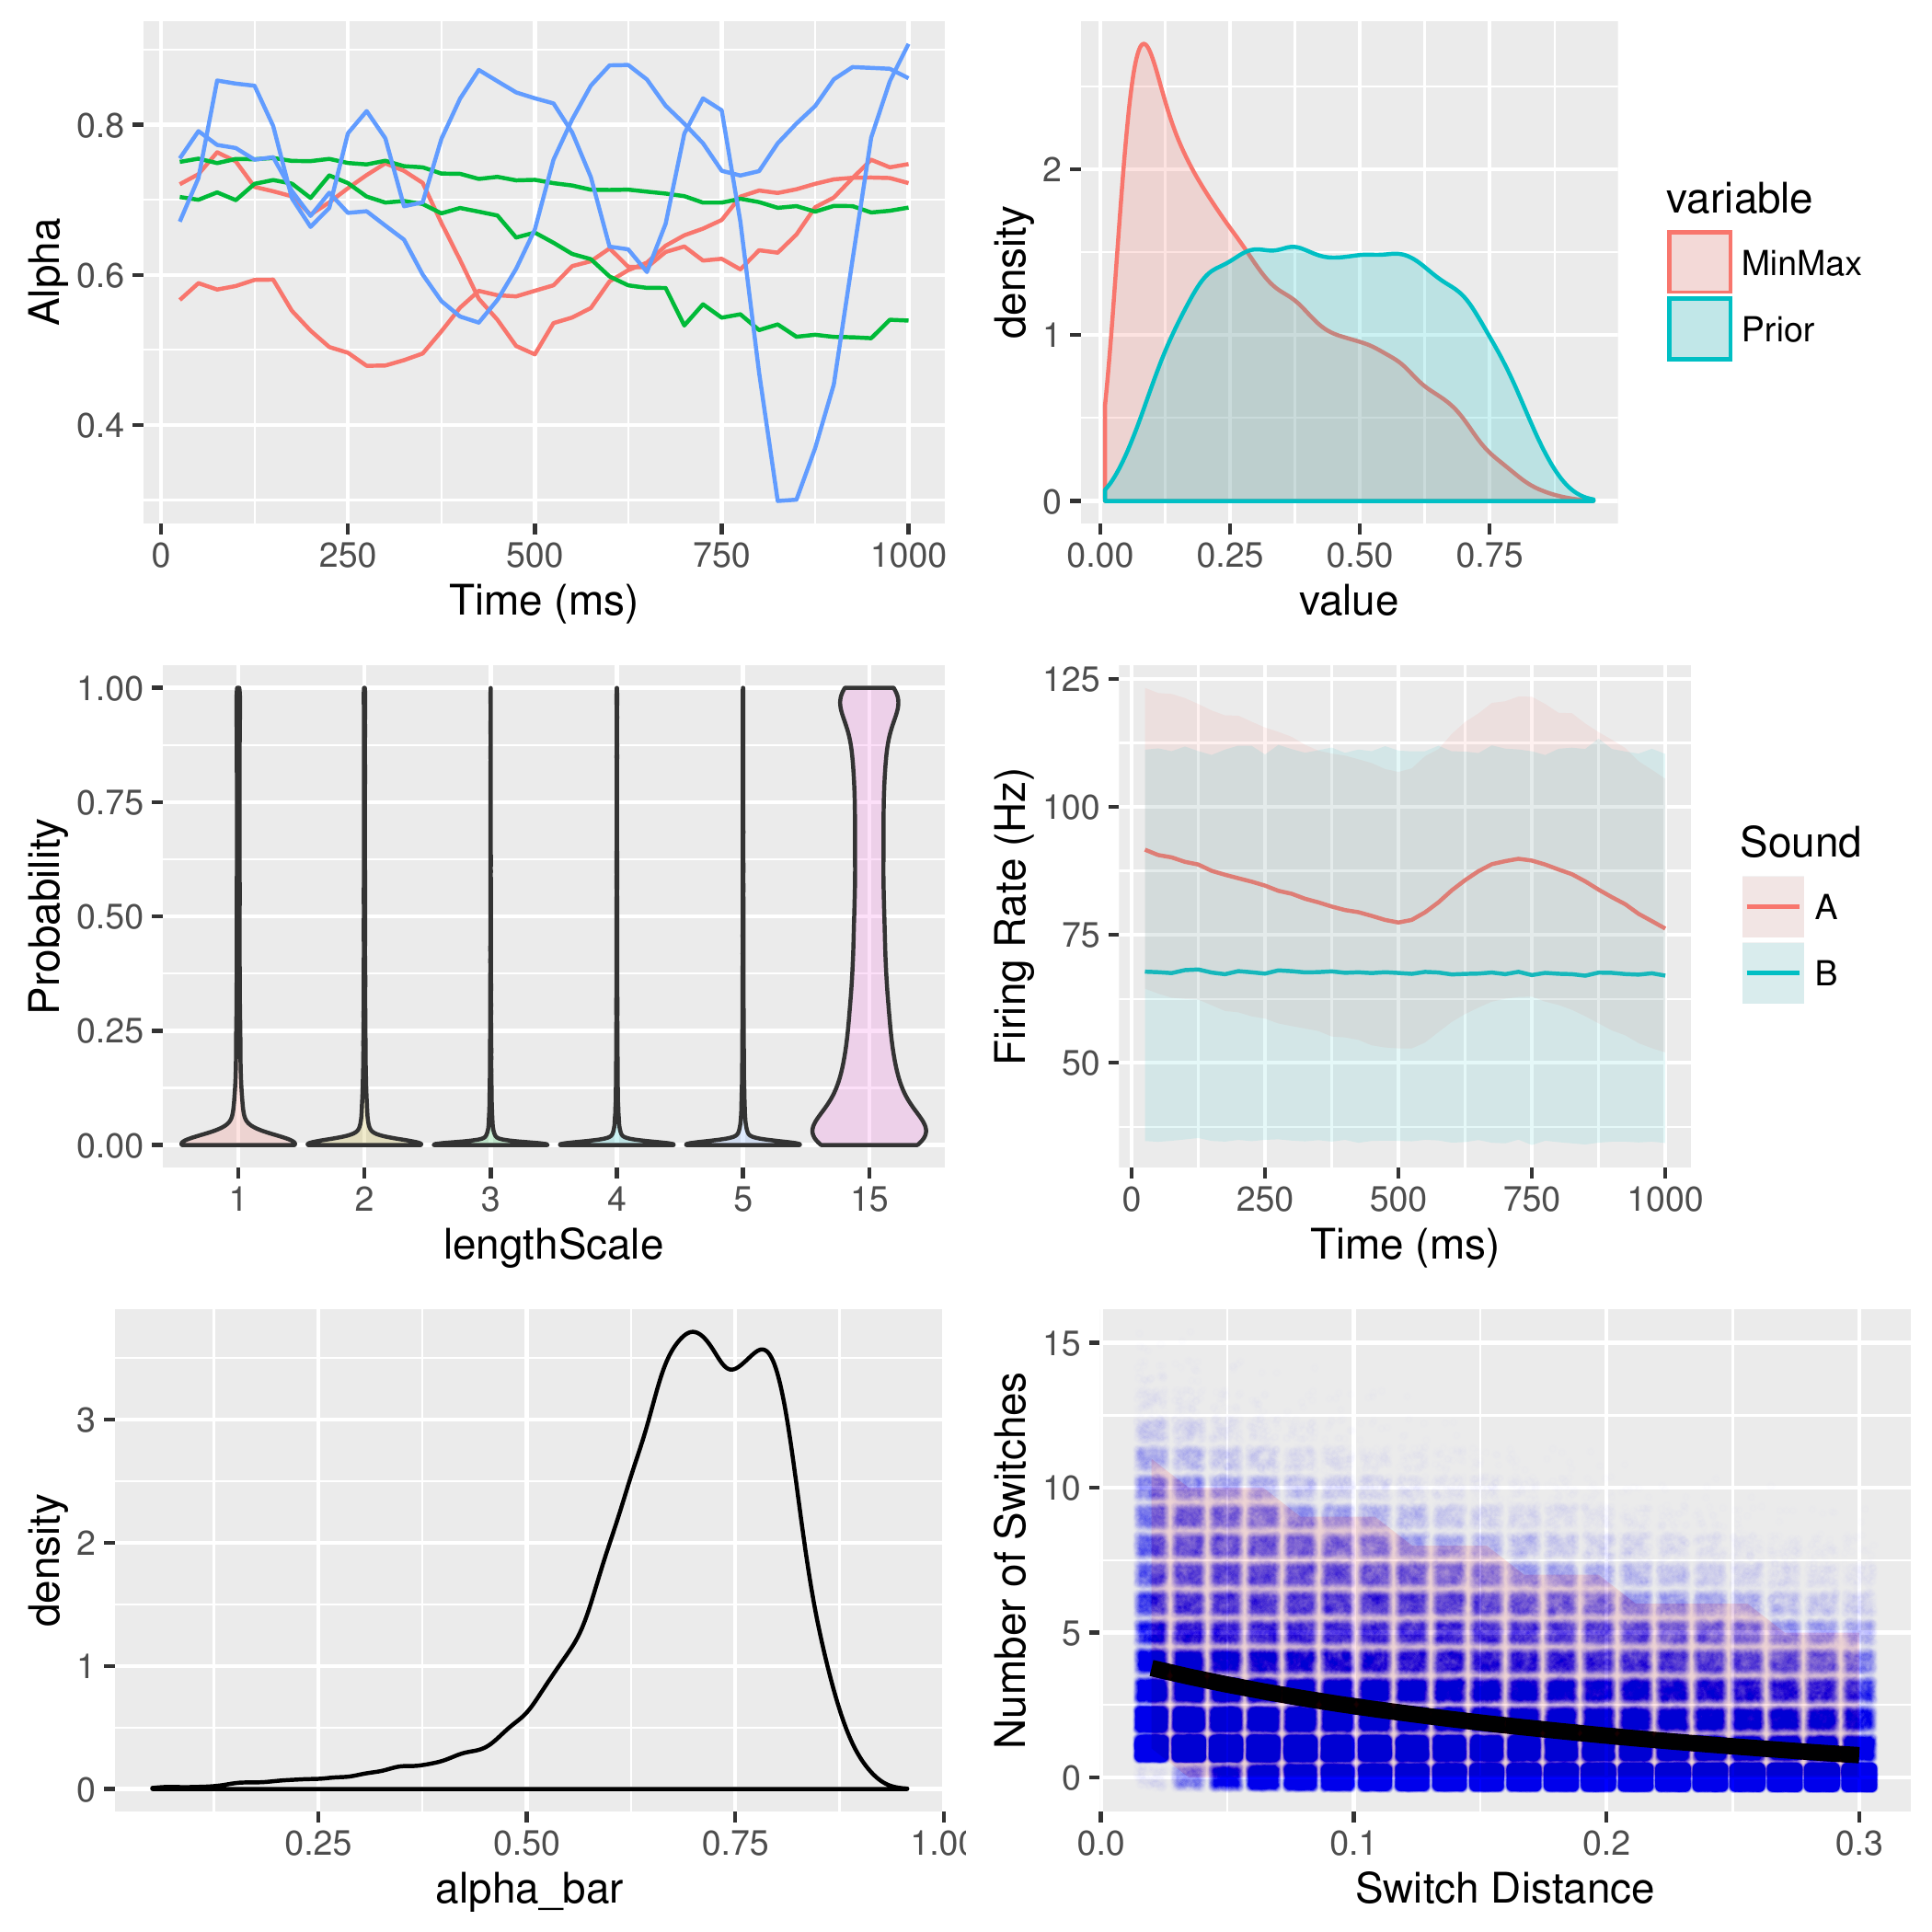 Alpha
0.8
0.6
0.4
0
250
500
750
1000
Time (ms)
density
2
1
0
0.00
0.25
0.50
0.75
value
variable
MinMax
Prior
Probability
1.00
0.75
0.50
0.25
0.00
1
2
3
4
5
15
lengthScale
Firing Rate (Hz)
125
100
75
50
0
250
500
750
1000
Time (ms)
Sound
A
B
density
3
2
1
0
0.25
0.50
0.75
1.00
alpha_bar
Number of Switches
15
10
5
0
0.0
0.1
0.2
0.3
Switch Distance